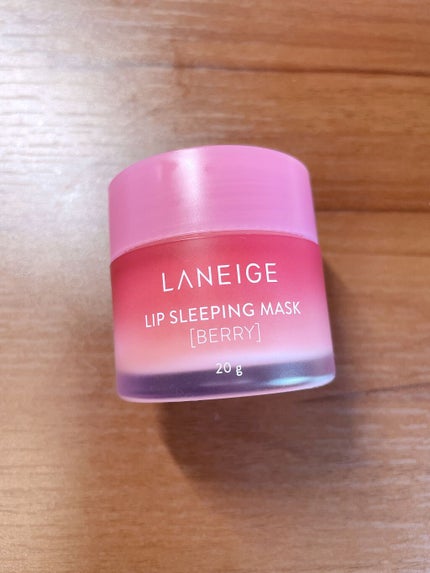 LANEIGE
LIP SLEEPING MASK
[BERRY]
20 g